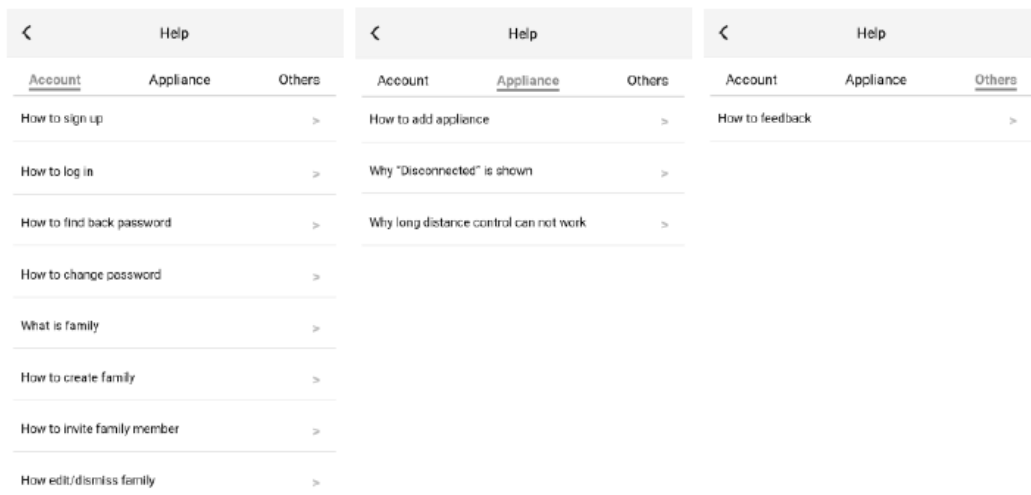 Help
Account Appliance Others
How to sign up >
How to log in >
How to find back password >
How to change password >
What is family >
How to create family >
How to invite family member >
How edit/dismiss family >
Help
Account Appliance Others
How to add appliance >
Why "Disconnected" is shown >
Why long distance control can not work >
Help
Account Appliance Others
How to feedback >